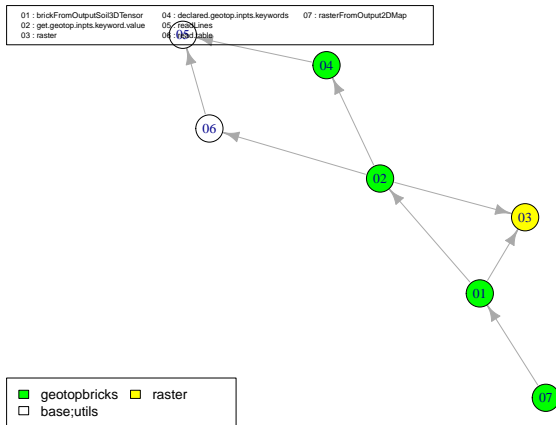 01 : brickFromOutputSoil3DTensor 04 : declared.geotop.inpts.keywords 07 : rasterFromOutput2DMap
02 : get.geotop.inpts.keyword.value 05 : readLines
03 : raster 06 : read.table
05
04
06
02
03
01
07
geotopbricks raster
base;utils